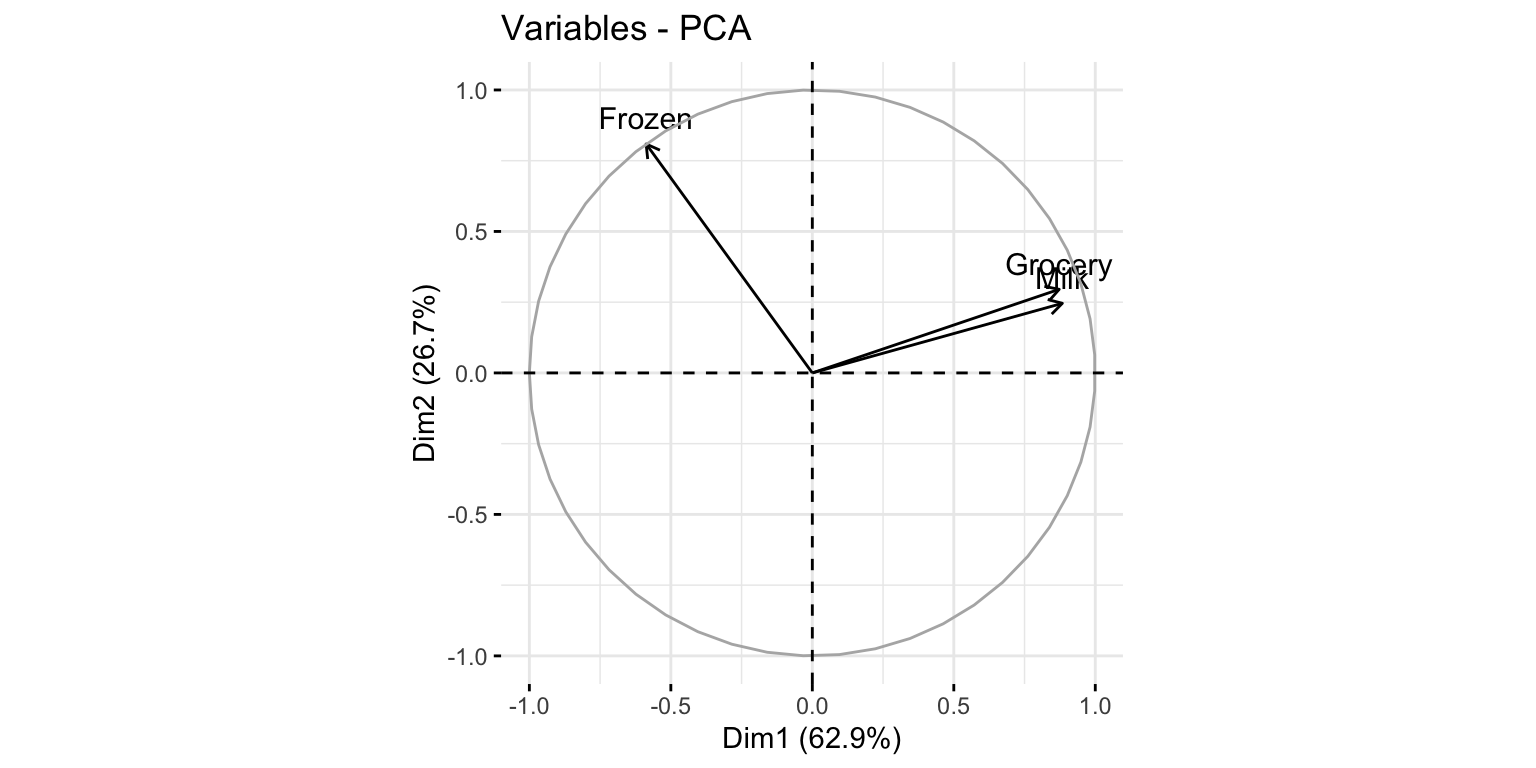 Variables - PCA
1.0
Frozen
0.5
Grocery
Milk
Dim2 (26.7%)
0.0
-0.5
-1.0
-1.0 -0.5 0.0 0.5 1.0
Dim1 (62.9%)